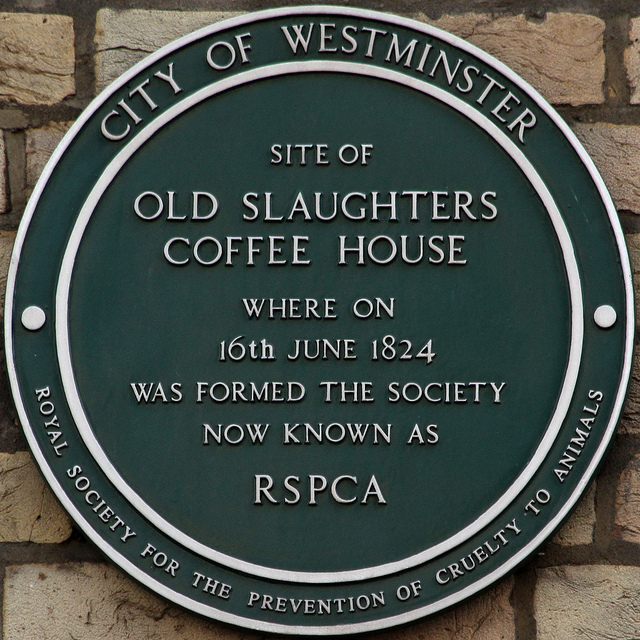 CITY OF WESTMINSTER
SITE OF
OLD SLAUGHTERS
COFFEE HOUSE
WHERE ON
16th JUNE 1824
WAS FORMED THE SOCIETY
NOW KNOWN AS
RSPCA
ROYAL SOCIETY FOR THE PREVENTION OF CRUELTY TO ANIMALS